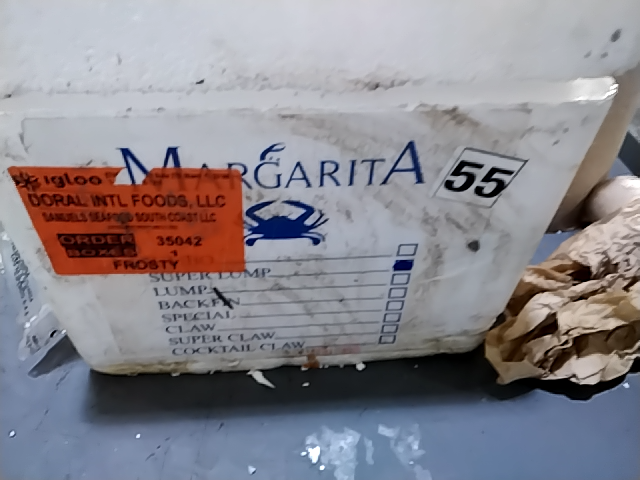 MARGARITA
55
igloo
DORAL INTL FOODS, LLC
SAMUELS SEAFOOD SOUTH COAST LLC
ORDER 35042
BOXES 1
FROSTY
SUPER LUMP
LUMP
BACKFIN
SPECIAL
CLAW
SUPER CLAW
COCKTAIL CLAW